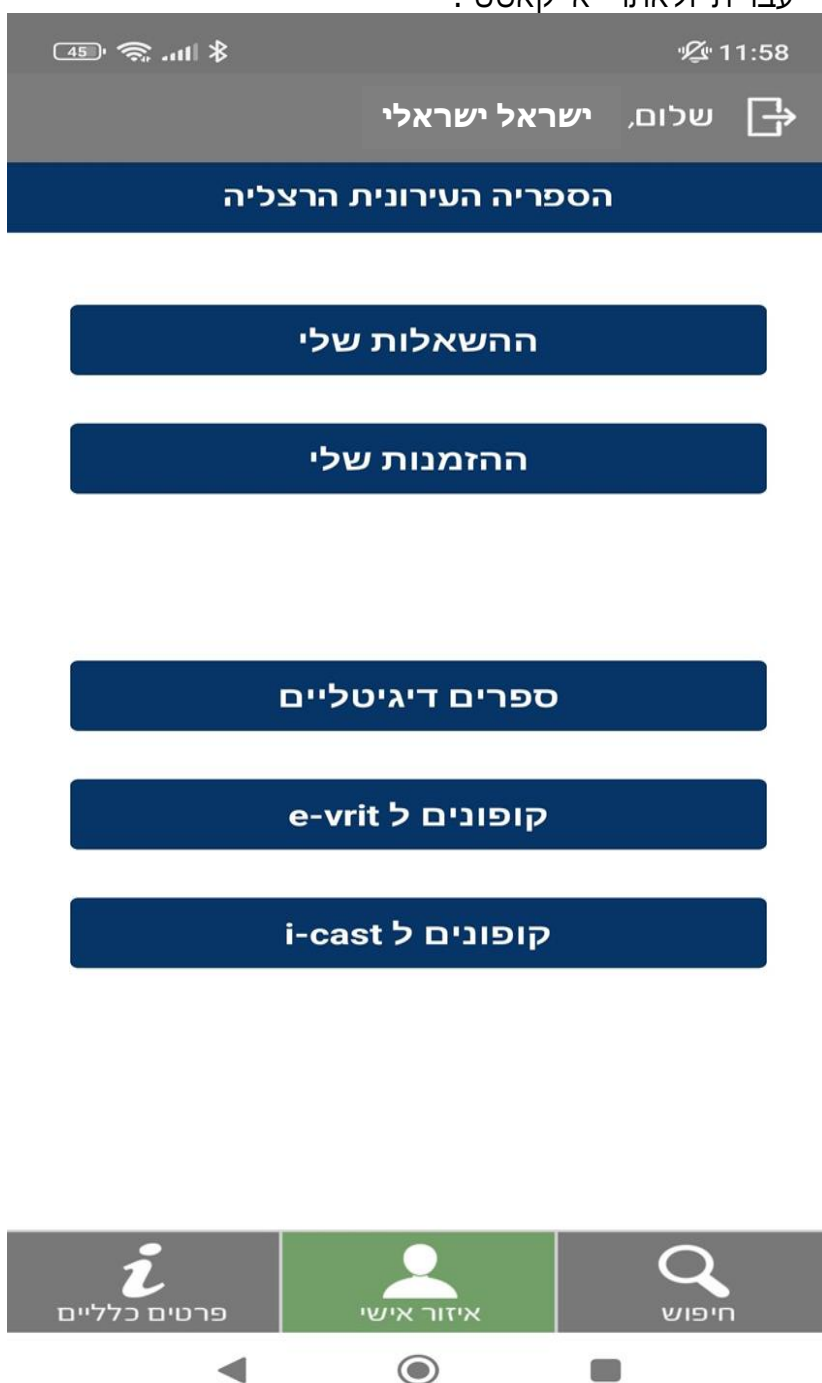 45 11:58
שלום, ישראל ישראלי
הספריה העירונית הרצליה
ההשאלות שלי
ההזמנות שלי
ספרים דיגיטליים
קופונים ל e-vrit
קופונים ל i-cast
חיפוש
איזור אישי
פרטים כלליים